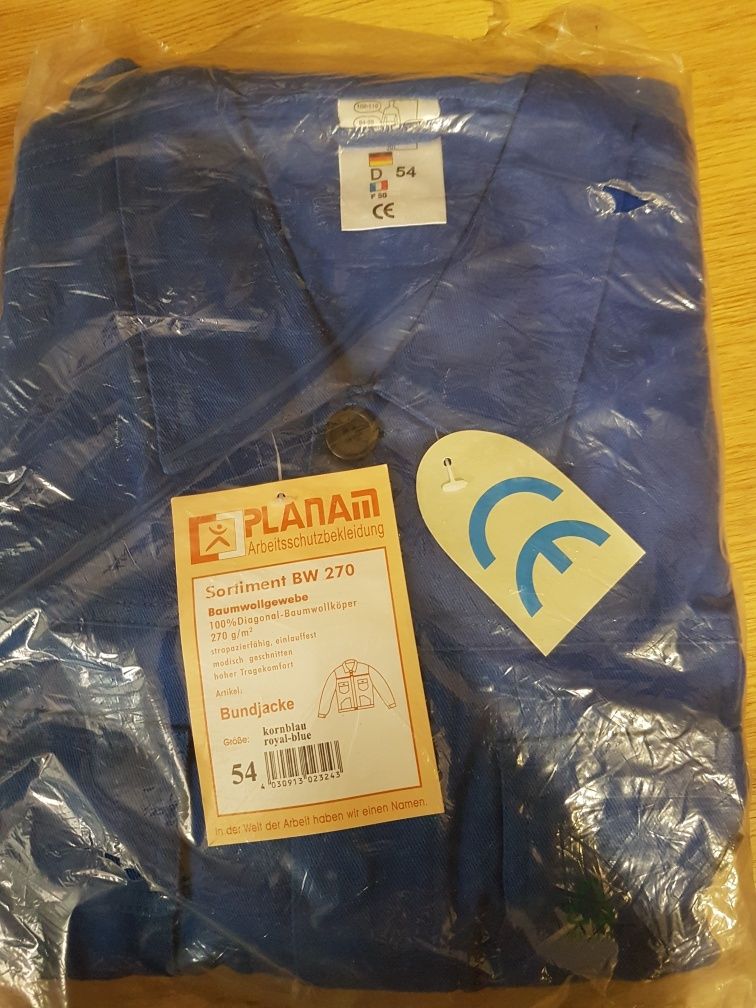 D 54
F 50
CE
PLANAM
Arbeitsschutzbekleidung
Sortiment BW 270
Baumwollgewebe
100%Diagonal-Baumwollköper
270 g/m²
strapazierfähig, einlauffest
modisch geschnitten
hoher Tragekomfort
Artikel:
Bundjacke
Größe:
kornblau
royal-blue
54
4 030913 023243
In der Welt der Arbeit haben wir einen Namen.
CE